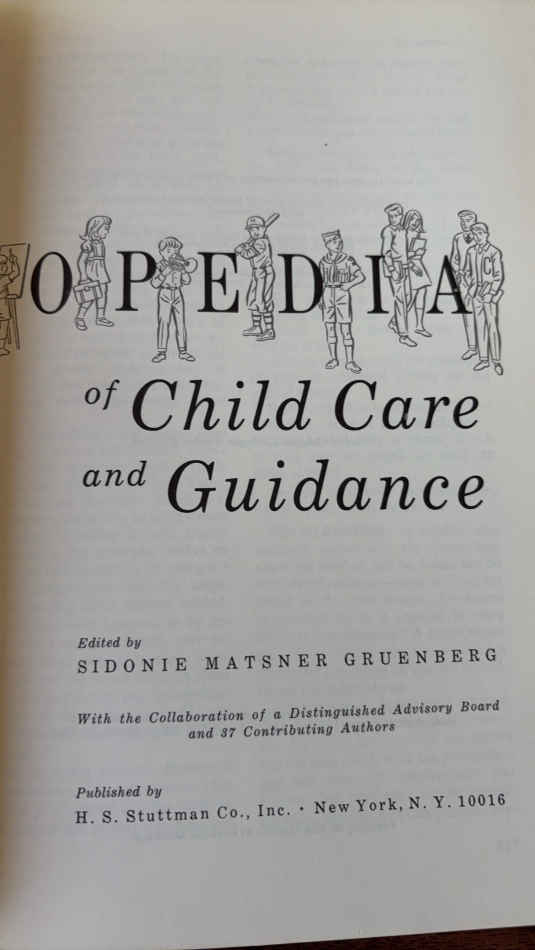 OPEDIA
of Child Care
and Guidance
Edited by
SIDONIE MATSNER GRUENBERG
With the Collaboration of a Distinguished Advisory Board
and 37 Contributing Authors
Published by
H. S. Stuttman Co., Inc. · New York, N. Y. 10016